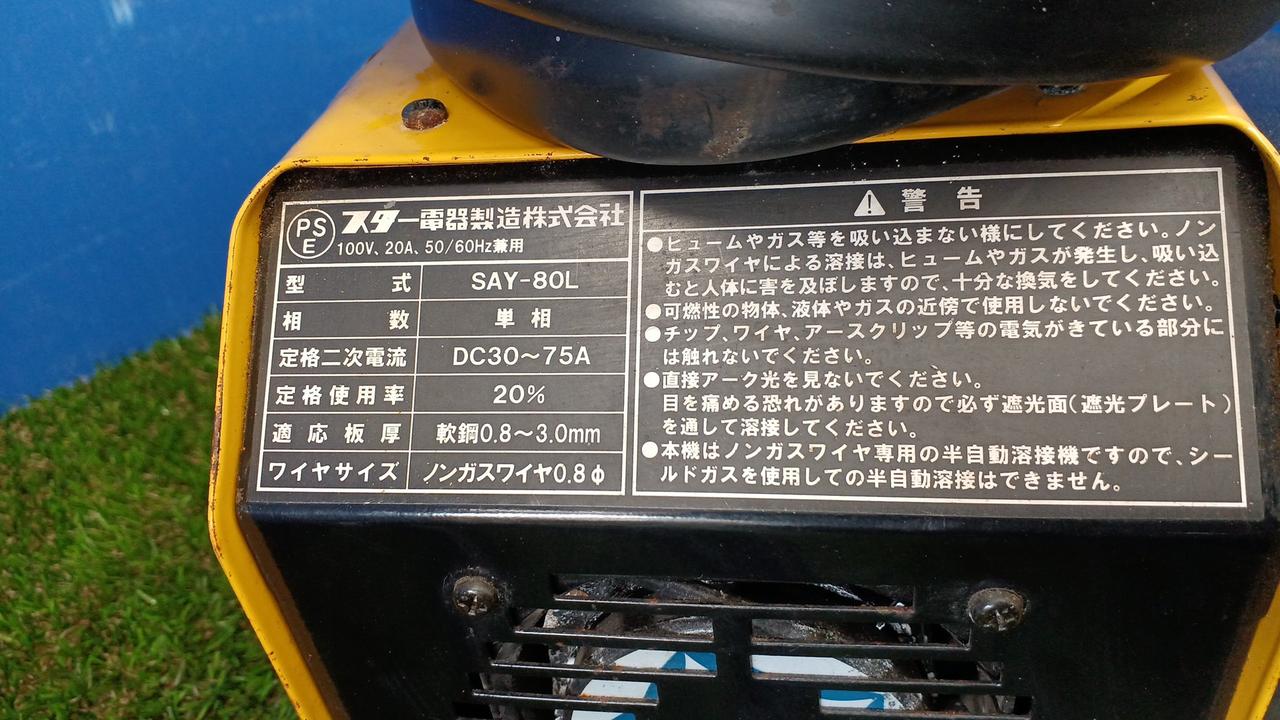 PS
E
スター電器製造株式会社
100V、20A、50/60Hz兼用
型式 SAY-80L
相数 単相
定格二次電流 DC30〜75A
定格使用率 20%
適応板厚 軟鋼0.8〜3.0mm
ワイヤサイズ ノンガスワイヤ0.8φ
警告
●ヒュームやガス等を吸い込まない様にしてください。ノン
ガスワイヤによる溶接は、ヒュームやガスが発生し、吸い込
むと人体に害を及ぼしますので、十分な換気をしてください。
●可燃性の物体、液体やガスの近傍で使用しないでください。
●チップ、ワイヤ、アースクリップ等の電気がきている部分に
は触れないでください。
●直接アーク光を見ないでください。
目を痛める恐れがありますので必ず遮光面(遮光プレート)
を通して溶接してください。
●本機はノンガスワイヤ専用の半自動溶接機ですので、シー
ルドガスを使用しての半自動溶接はできません。